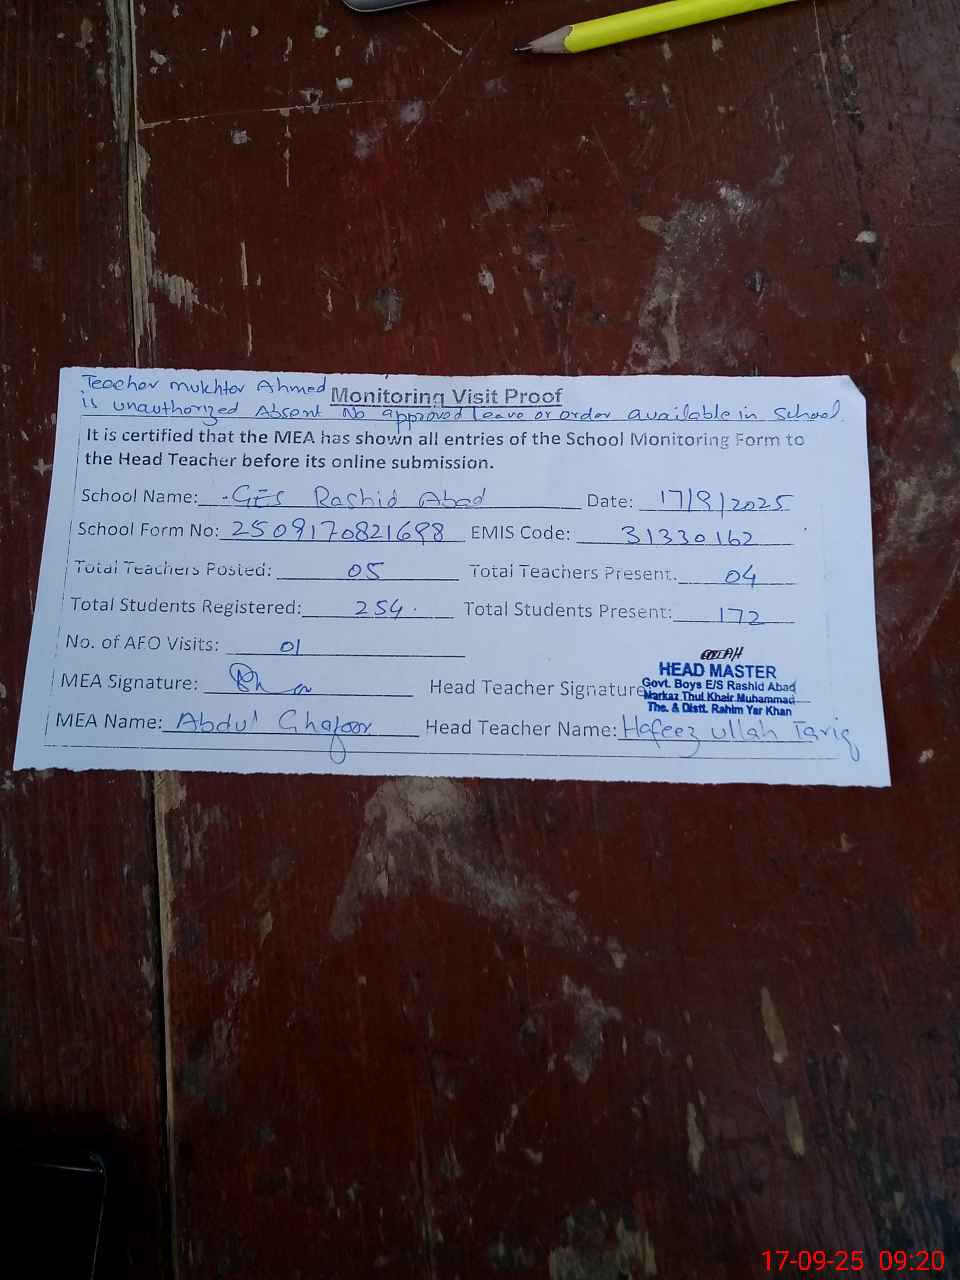 Teacher mukhtar Ahmed
Monitoring Visit Proof
is unauthorized Absent No approved leave or order available in School.
It is certified that the MEA has shown all entries of the School Monitoring Form to
the Head Teacher before its online submission.
School Name: GES Rashid Abad Date: 17/9/2025
School Form No: 2509170821698 EMIS Code: 31330162
Total Teachers Posted: 05 Total Teachers Present: 04
Total Students Registered: 254 Total Students Present: 172
No. of AEO Visits: 01
MEA Signature: Head Teacher Signature
HEAD MASTER
Govt. Boys E/S Rashid Abad
Markaz Thul Khair Muhammad
The. & Distt. Rahim Yar Khan
MEA Name: Abdul Ghafoor Head Teacher Name: Hafeez ullah Tariq
17-09-25 09:20